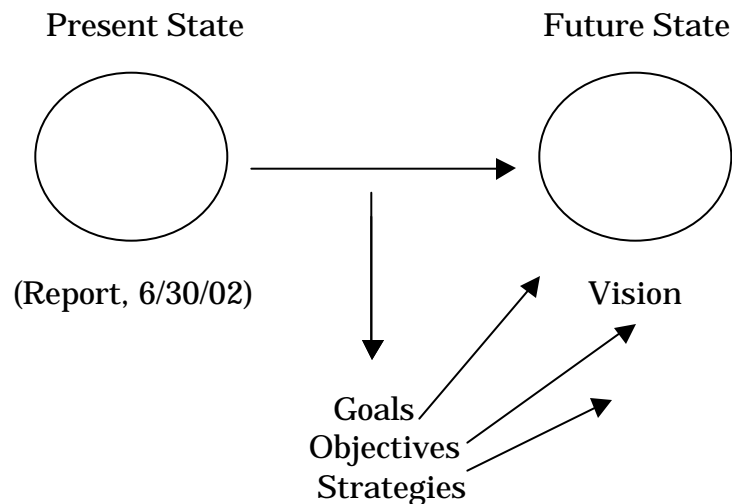 Present State
Future State
(Report, 6/30/02)
Vision
Goals
Objectives
Strategies